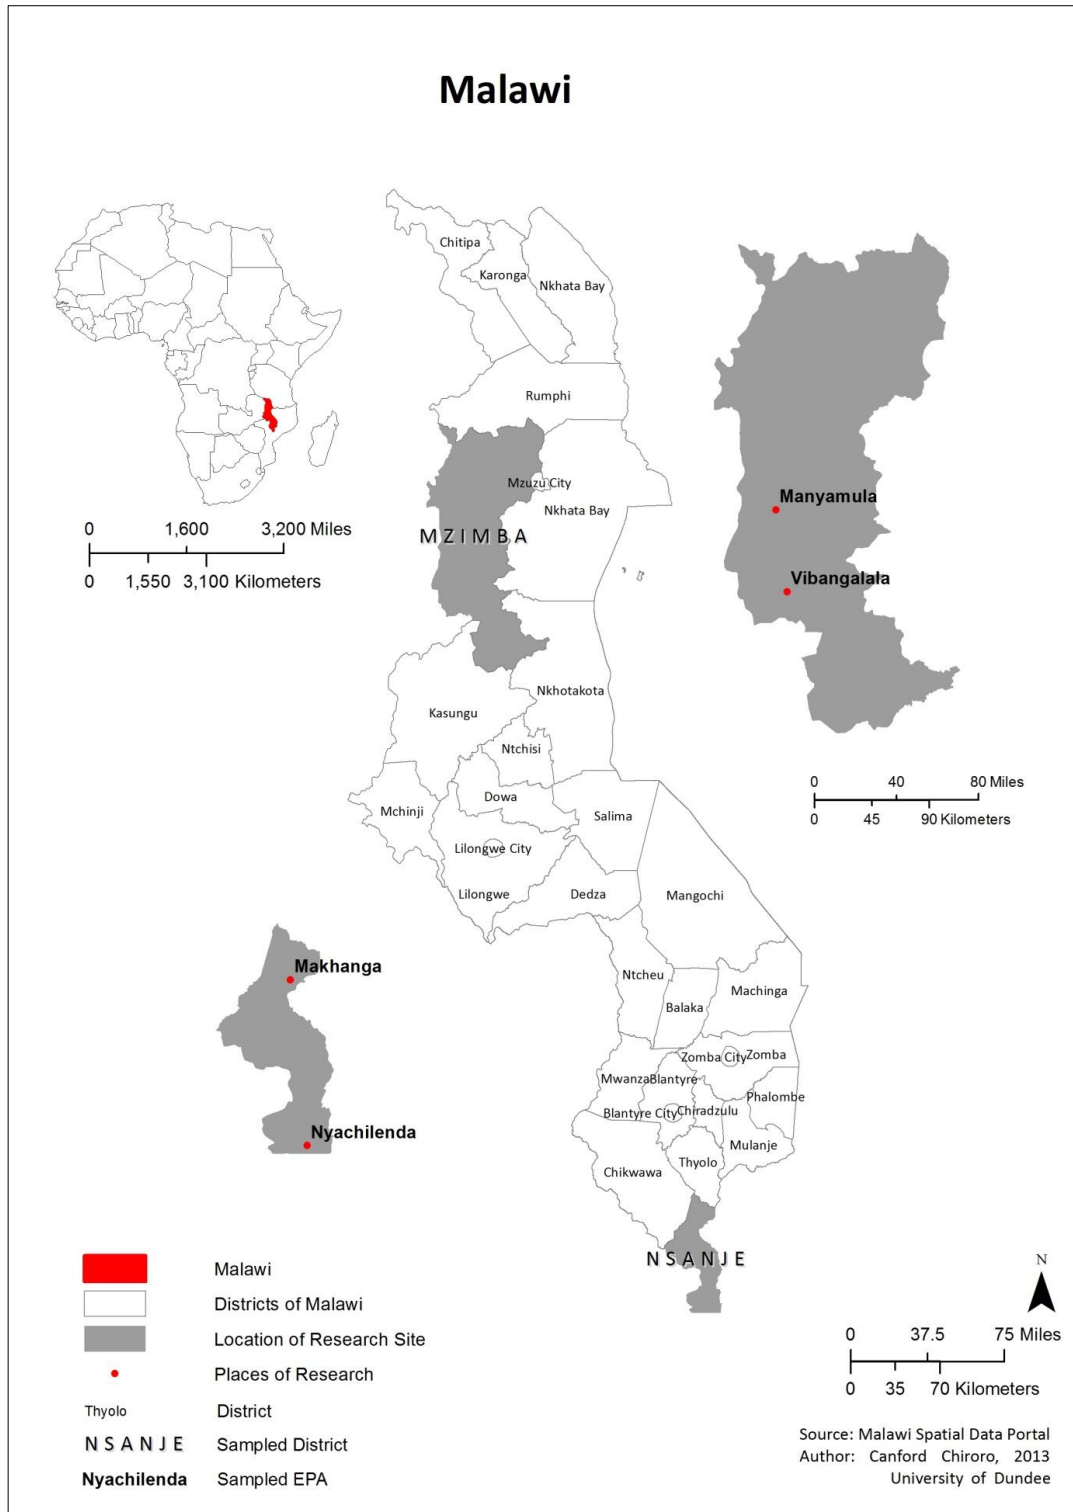 Malawi
Chitipa
Karonga
Nkhata Bay
Rumphi
Mzuzu City
Nkhata Bay
MZIMBA
0 1,600 3,200 Miles
0 1,550 3,100 Kilometers
Manyamula
Vibangalala
Nkhotakota
Kasungu
Ntchisi
Dowa
Mchinji
Salima
Lilongwe City
Lilongwe
Dedza
Mangochi
0 40 80 Miles
0 45 90 Kilometers
Makhanga
Nyachilenda
Ntcheu
Machinga
Balaka
Zomba City Zomba
Mwanza Blantyre
Phalombe
Blantyre City Chiradzulu
Mulanje
Thyolo
Chikwawa
NSANJE
Malawi
Districts of Malawi
Location of Research Site
Places of Research
Thyolo District
NSANJE Sampled District
Nyachilenda Sampled EPA
N
0 37.5 75 Miles
0 35 70 Kilometers
Source: Malawi Spatial Data Portal
Author: Canford Chiroro, 2013
University of Dundee